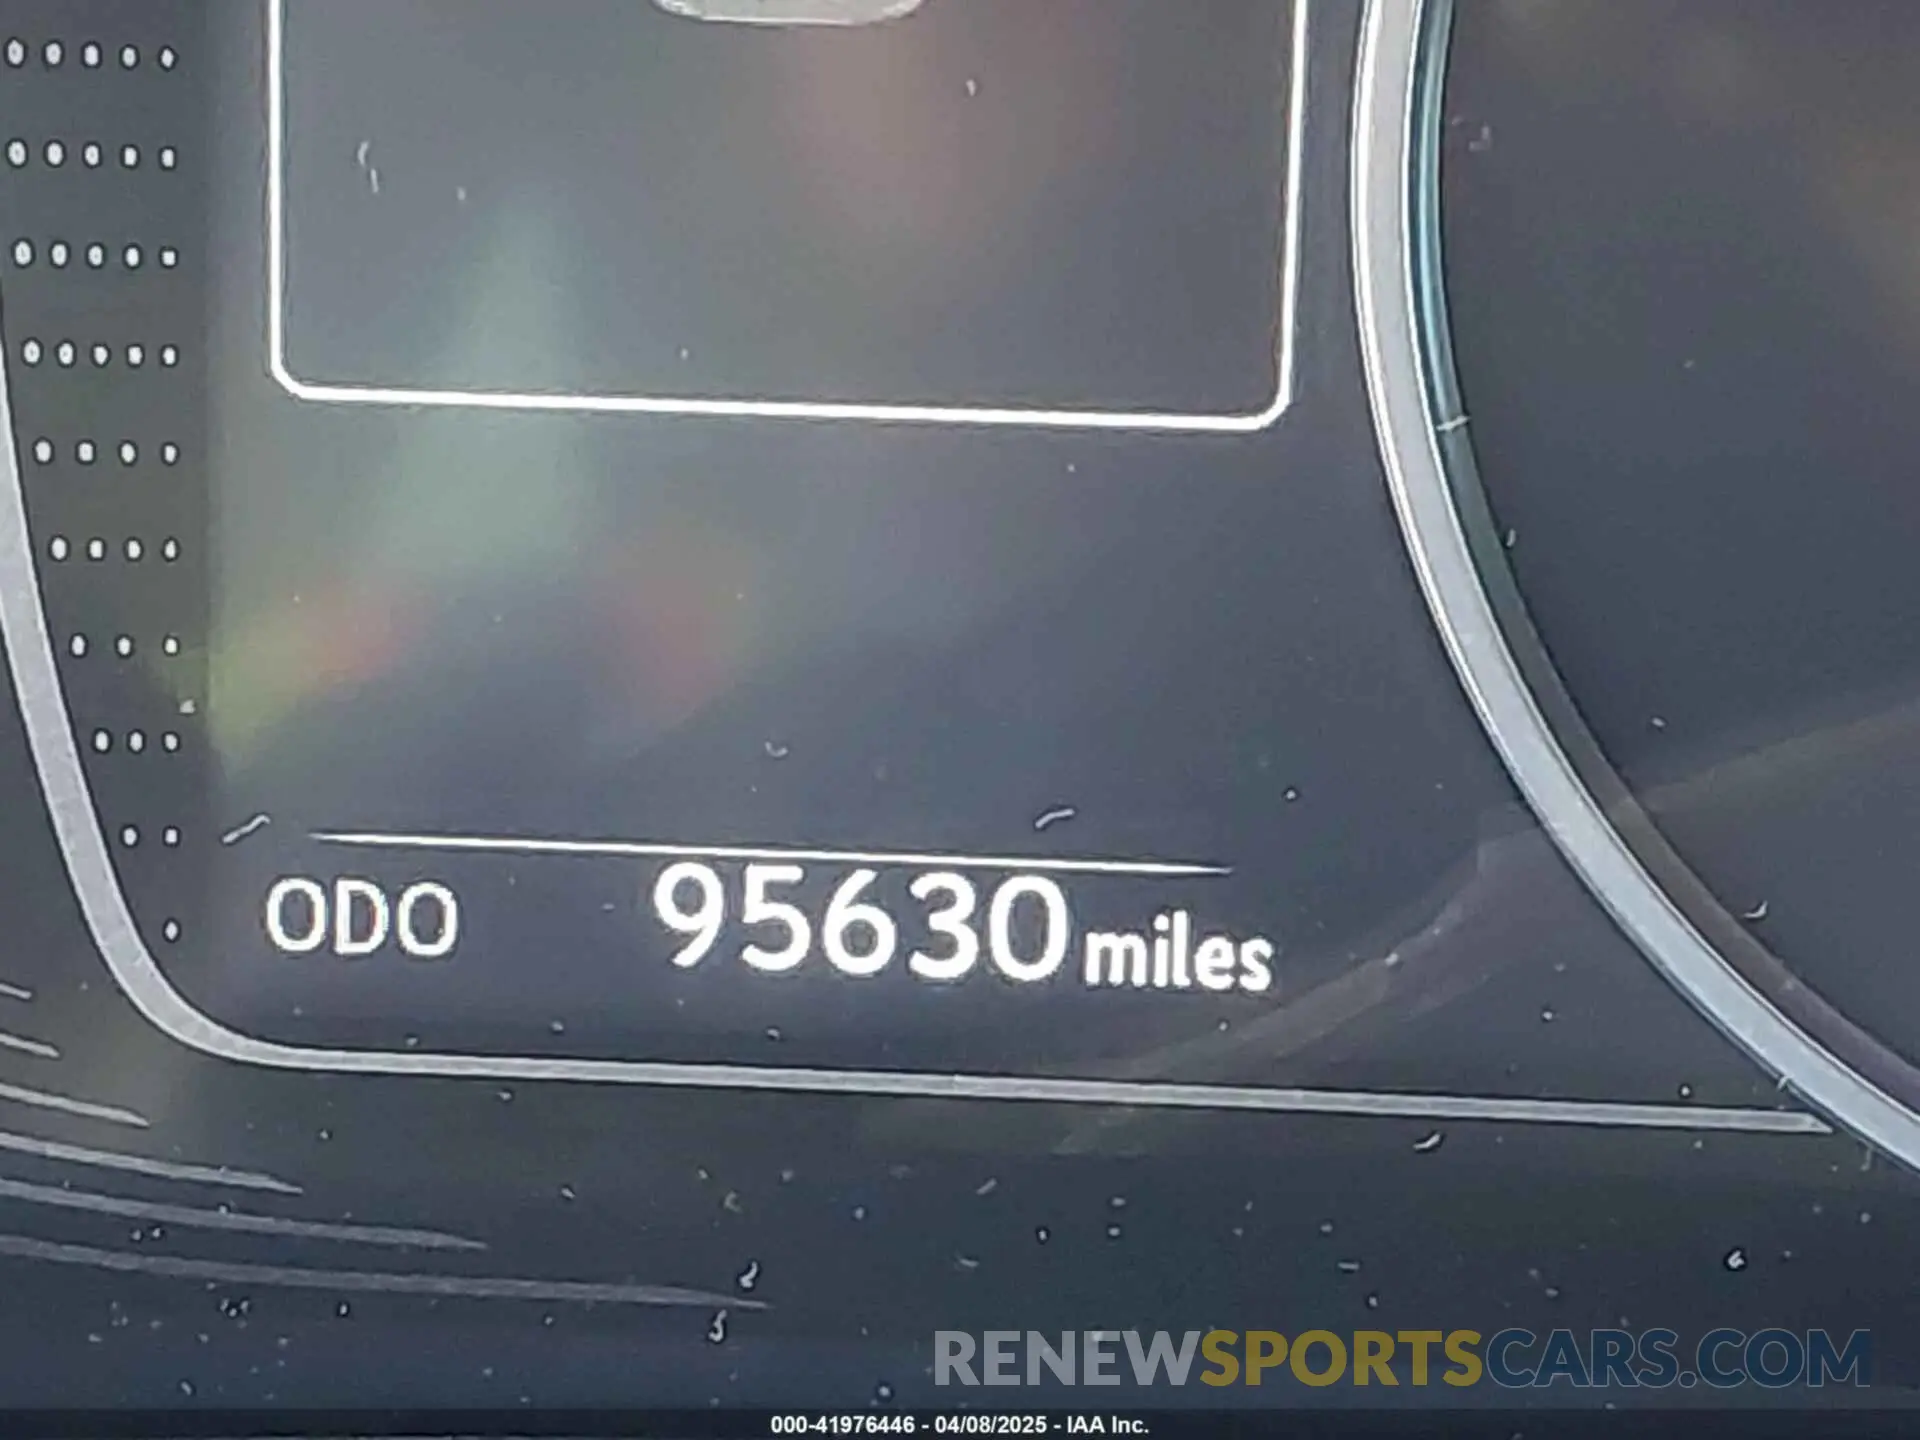 ODO 95630 miles
RENEWSPORTSCARS.COM
000-41976446 - 04/08/2025 - IAA Inc.